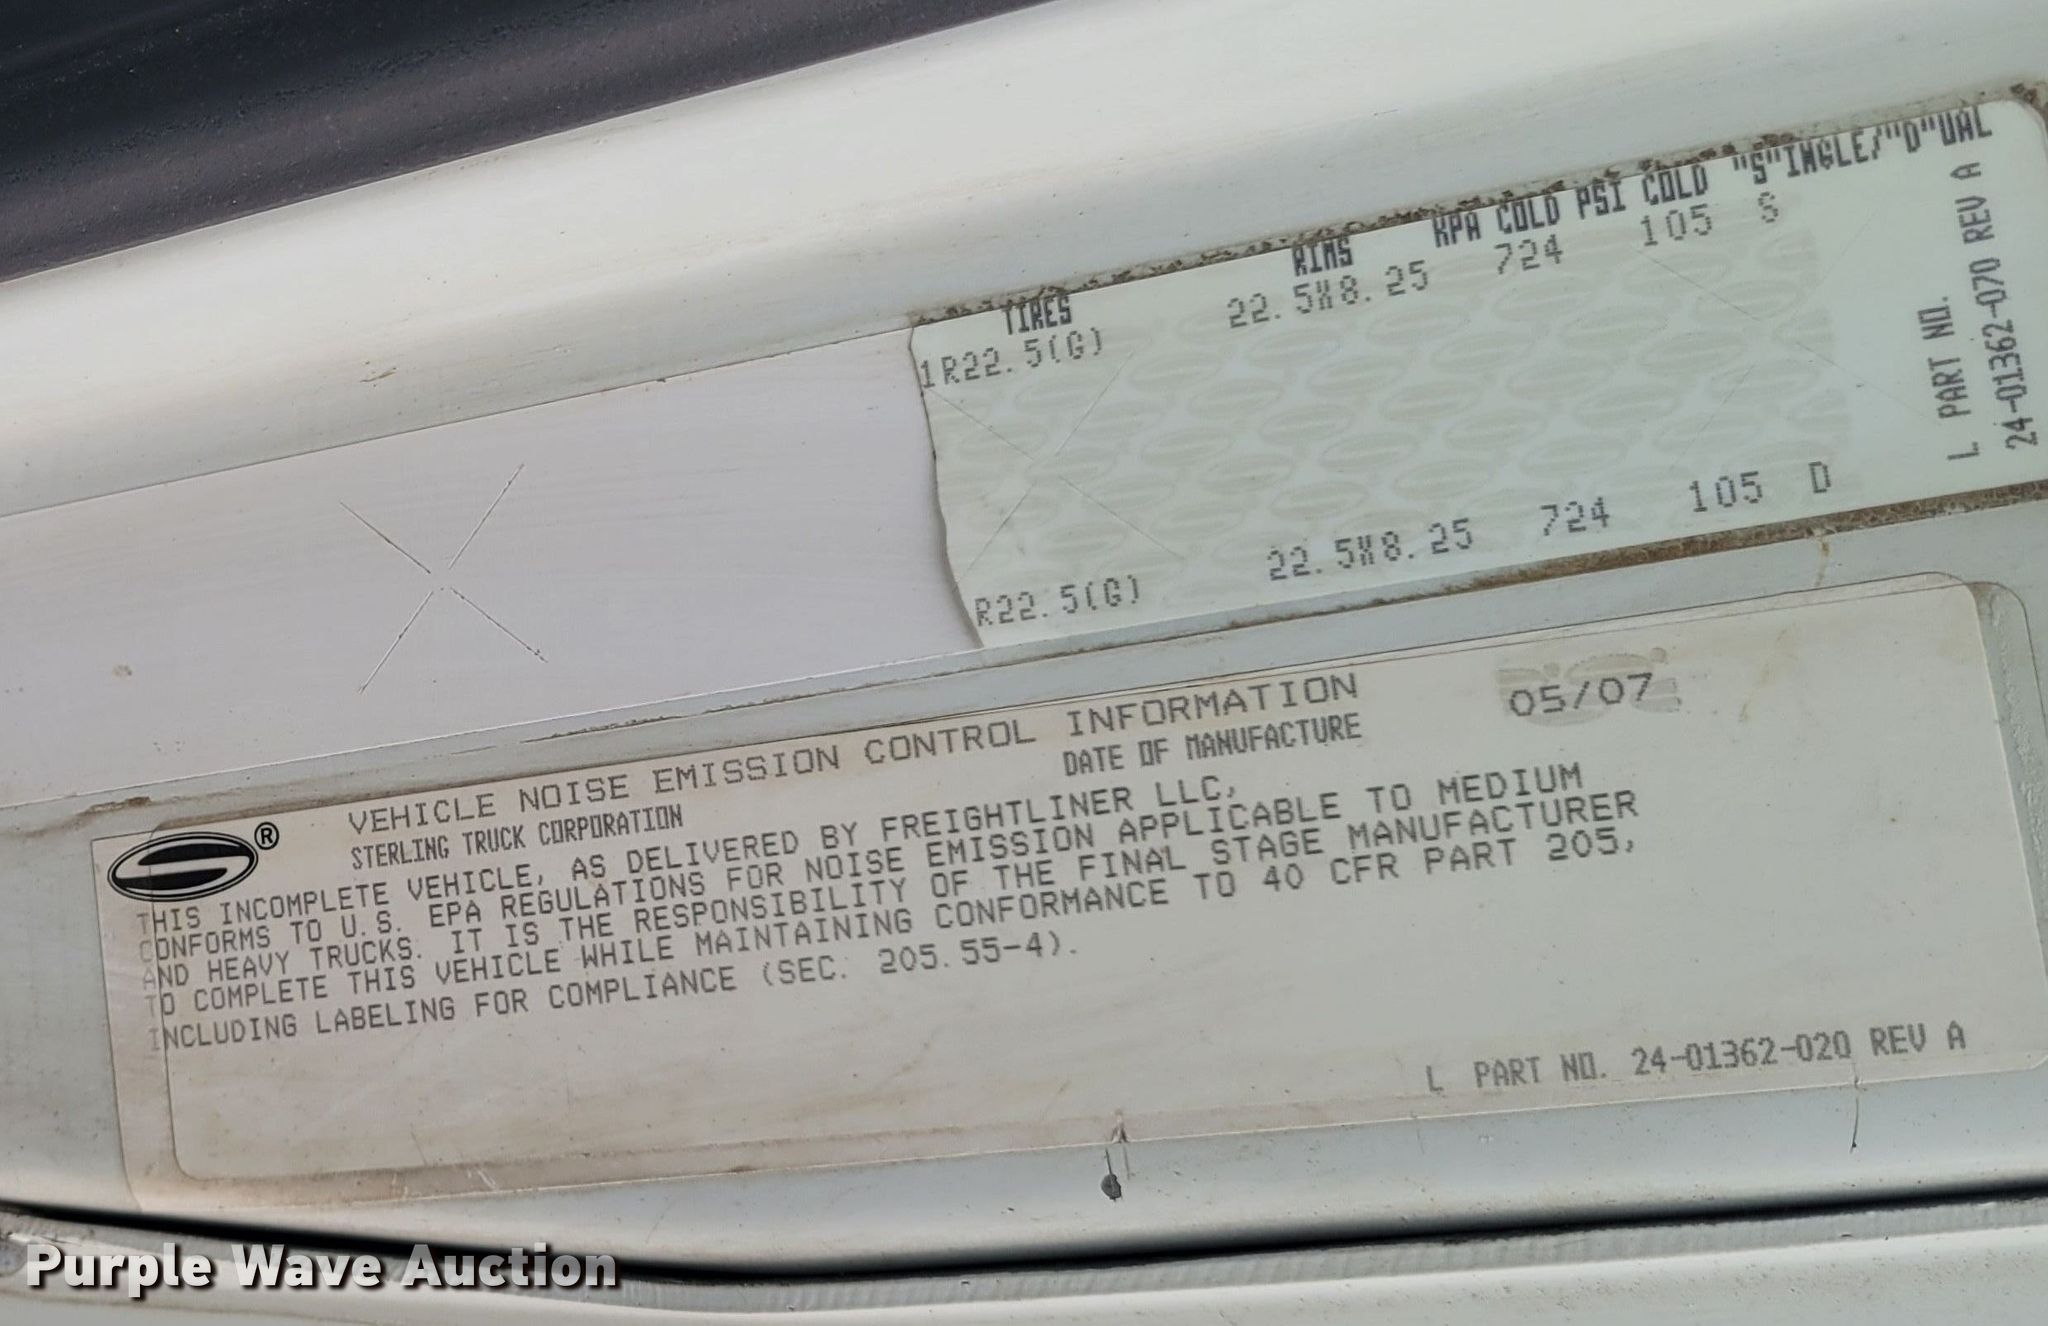 TIRES RIMS KPA COLD PSI COLD "S"INGLE/"D"UAL
1R22.5(G) 22.5X8.25 724 105 S
R22.5(G) 22.5X8.25 724 105 D
L PART NO.
24-01362-070 REV A
VEHICLE NOISE EMISSION CONTROL INFORMATION
STERLING TRUCK CORPORATION DATE OF MANUFACTURE 05/07
THIS INCOMPLETE VEHICLE, AS DELIVERED BY FREIGHTLINER LLC,
CONFORMS TO U.S. EPA REGULATIONS FOR NOISE EMISSION APPLICABLE TO MEDIUM
AND HEAVY TRUCKS. IT IS THE RESPONSIBILITY OF THE FINAL STAGE MANUFACTURER
TO COMPLETE THIS VEHICLE WHILE MAINTAINING CONFORMANCE TO 40 CFR PART 205,
INCLUDING LABELING FOR COMPLIANCE (SEC. 205.55-4).
L PART NO. 24-01362-020 REV A
Purple Wave Auction